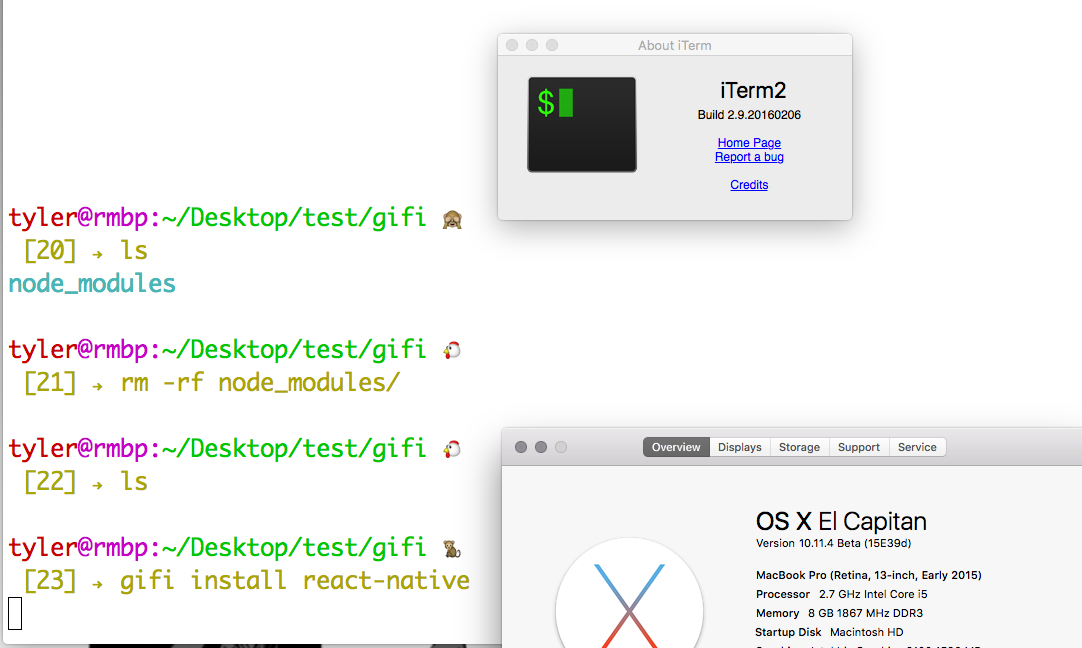 About iTerm
$
iTerm2
Build 2.9.20160206
Home Page
Report a bug
Credits
tyler@rmbp:~/Desktop/test/gifi 🙈
[20] → ls
node_modules
tyler@rmbp:~/Desktop/test/gifi 🐔
[21] → rm -rf node_modules/
tyler@rmbp:~/Desktop/test/gifi 🐔
[22] → ls
tyler@rmbp:~/Desktop/test/gifi 🐒
[23] → gifi install react-native
Overview Displays Storage Support Service
OS X El Capitan
Version 10.11.4 Beta (15E39d)
MacBook Pro (Retina, 13-inch, Early 2015)
Processor 2.7 GHz Intel Core i5
Memory 8 GB 1867 MHz DDR3
Startup Disk Macintosh HD